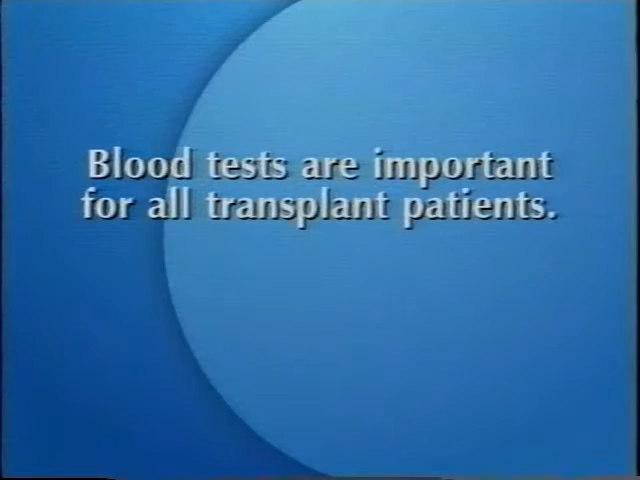 Blood tests are important
for all transplant patients.